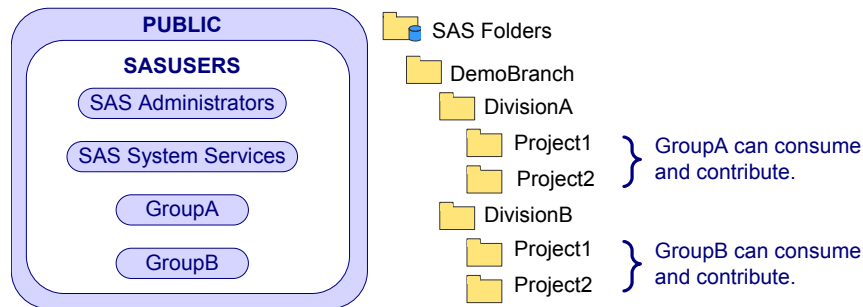 PUBLIC
SASUSERS
SAS Administrators
SAS System Services
GroupA
GroupB
SAS Folders
DemoBranch
DivisionA
Project1
Project2
GroupA can consume
and contribute.
DivisionB
Project1
Project2
GroupB can consume
and contribute.